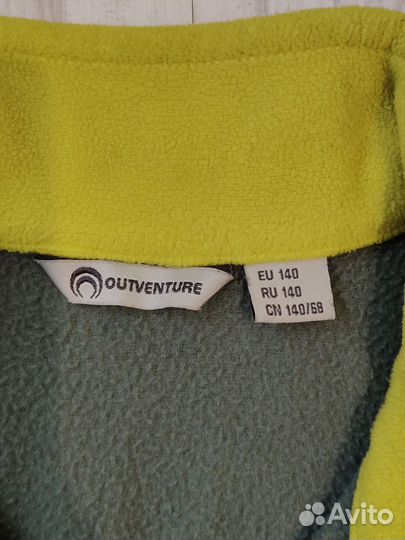 OUTVENTURE
EU 140
RU 140
CN 140/68
Avito